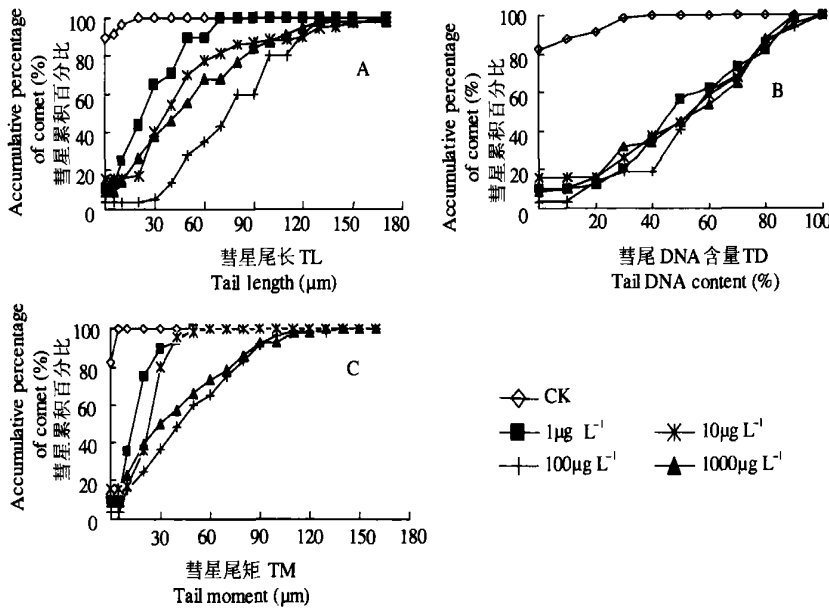 Accumulative percentage
of comet (%)
彗星累积百分比
100
80
60
40
20
0
A
30 60 90 120 150 180
彗星尾长 TL
Tail length (μm)
Accumulative percentage
of comet (%)
彗星累积百分比
100
80
60
40
20
0
B
0 20 40 60 80 100
彗尾 DNA 含量 TD
Tail DNA content (%)
Accumulative percentage
of comet (%)
彗星累积百分比
100
80
60
40
20
0
C
30 60 90 120 150 180
彗星尾矩 TM
Tail moment (μm)
CK
1μg L⁻¹ 10μg L⁻¹
100μg L⁻¹ 1000μg L⁻¹